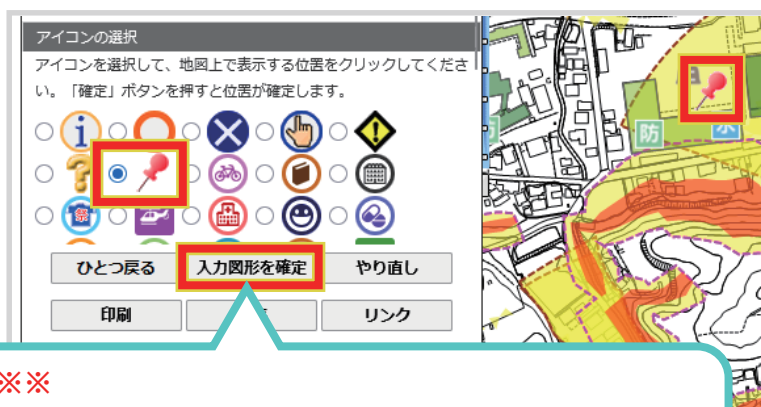 アイコンの選択
アイコンを選択して、地図上で表示する位置をクリックしてくださ
い。「確定」ボタンを押すと位置が確定します。
祭
ひとつ戻る 入力図形を確定 やり直し
印刷 リンク
防
※※